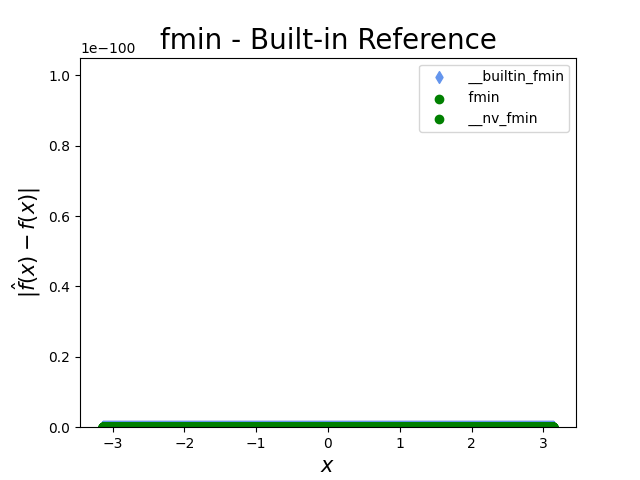 fmin - Built-in Reference
1e−100
1.0
0.8
0.6
0.4
0.2
0.0
|f̂(x) − f(x)|
__builtin_fmin
fmin
__nv_fmin
−3
−2
−1
0
1
2
3
x